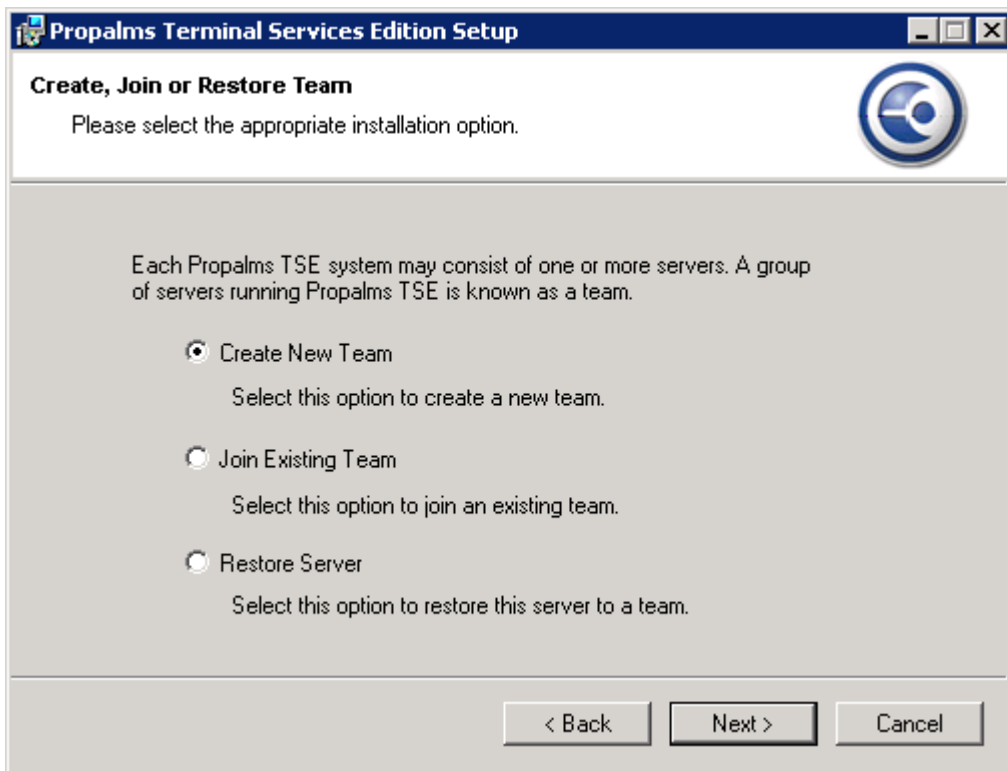 Propalms Terminal Services Edition Setup
Create, Join or Restore Team
Please select the appropriate installation option.
Each Propalms TSE system may consist of one or more servers. A group
of servers running Propalms TSE is known as a team.
Create New Team
Select this option to create a new team.
Join Existing Team
Select this option to join an existing team.
Restore Server
Select this option to restore this server to a team.
< Back Next > Cancel